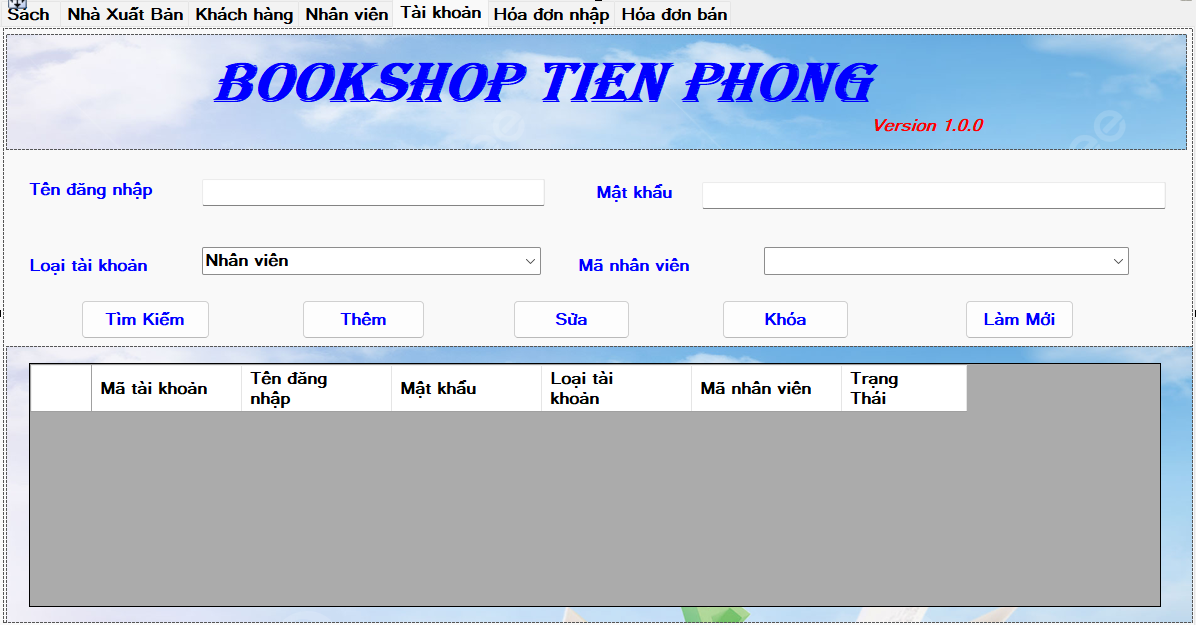 Sách Nhà Xuất Bản Khách hàng Nhân viên Tài khoản Hóa đơn nhập Hóa đơn bán
BOOKSHOP TIEN PHONG
Version 1.0.0
Tên đăng nhập Mật khẩu
Loại tài khoản Nhân viên Mã nhân viên
Tìm Kiếm Thêm Sửa Khóa Làm Mới
Mã tài khoản Tên đăng nhập Mật khẩu Loại tài khoản Mã nhân viên Trạng Thái